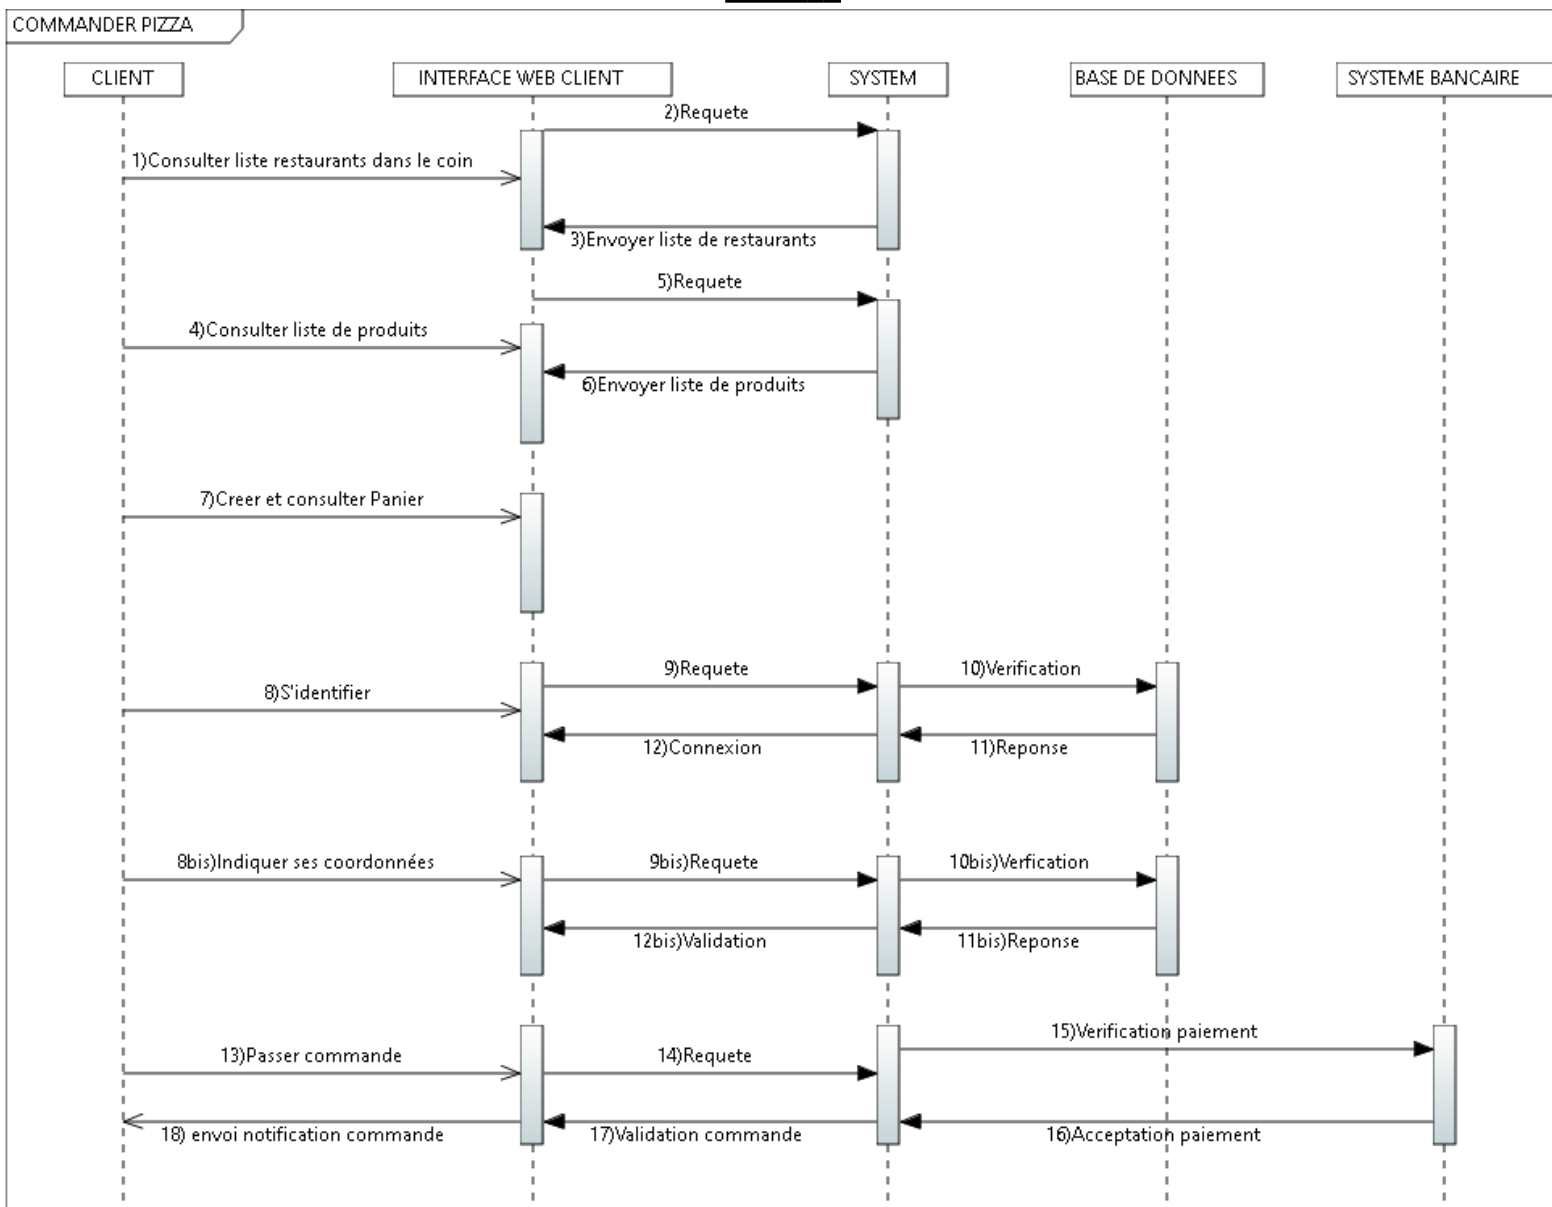 COMMANDER PIZZA
CLIENT
INTERFACE WEB CLIENT
SYSTEM
BASE DE DONNEES
SYSTEME BANCAIRE
2)Requete
1)Consulter liste restaurants dans le coin
3)Envoyer liste de restaurants
5)Requete
4)Consulter liste de produits
6)Envoyer liste de produits
7)Creer et consulter Panier
9)Requete
10)Verification
8)S'identifier
12)Connexion
11)Reponse
8bis)Indiquer ses coordonnées
9bis)Requete
10bis)Verfication
12bis)Validation
11bis)Reponse
15)Verification paiement
13)Passer commande
14)Requete
18) envoi notification commande
17)Validation commande
16)Acceptation paiement